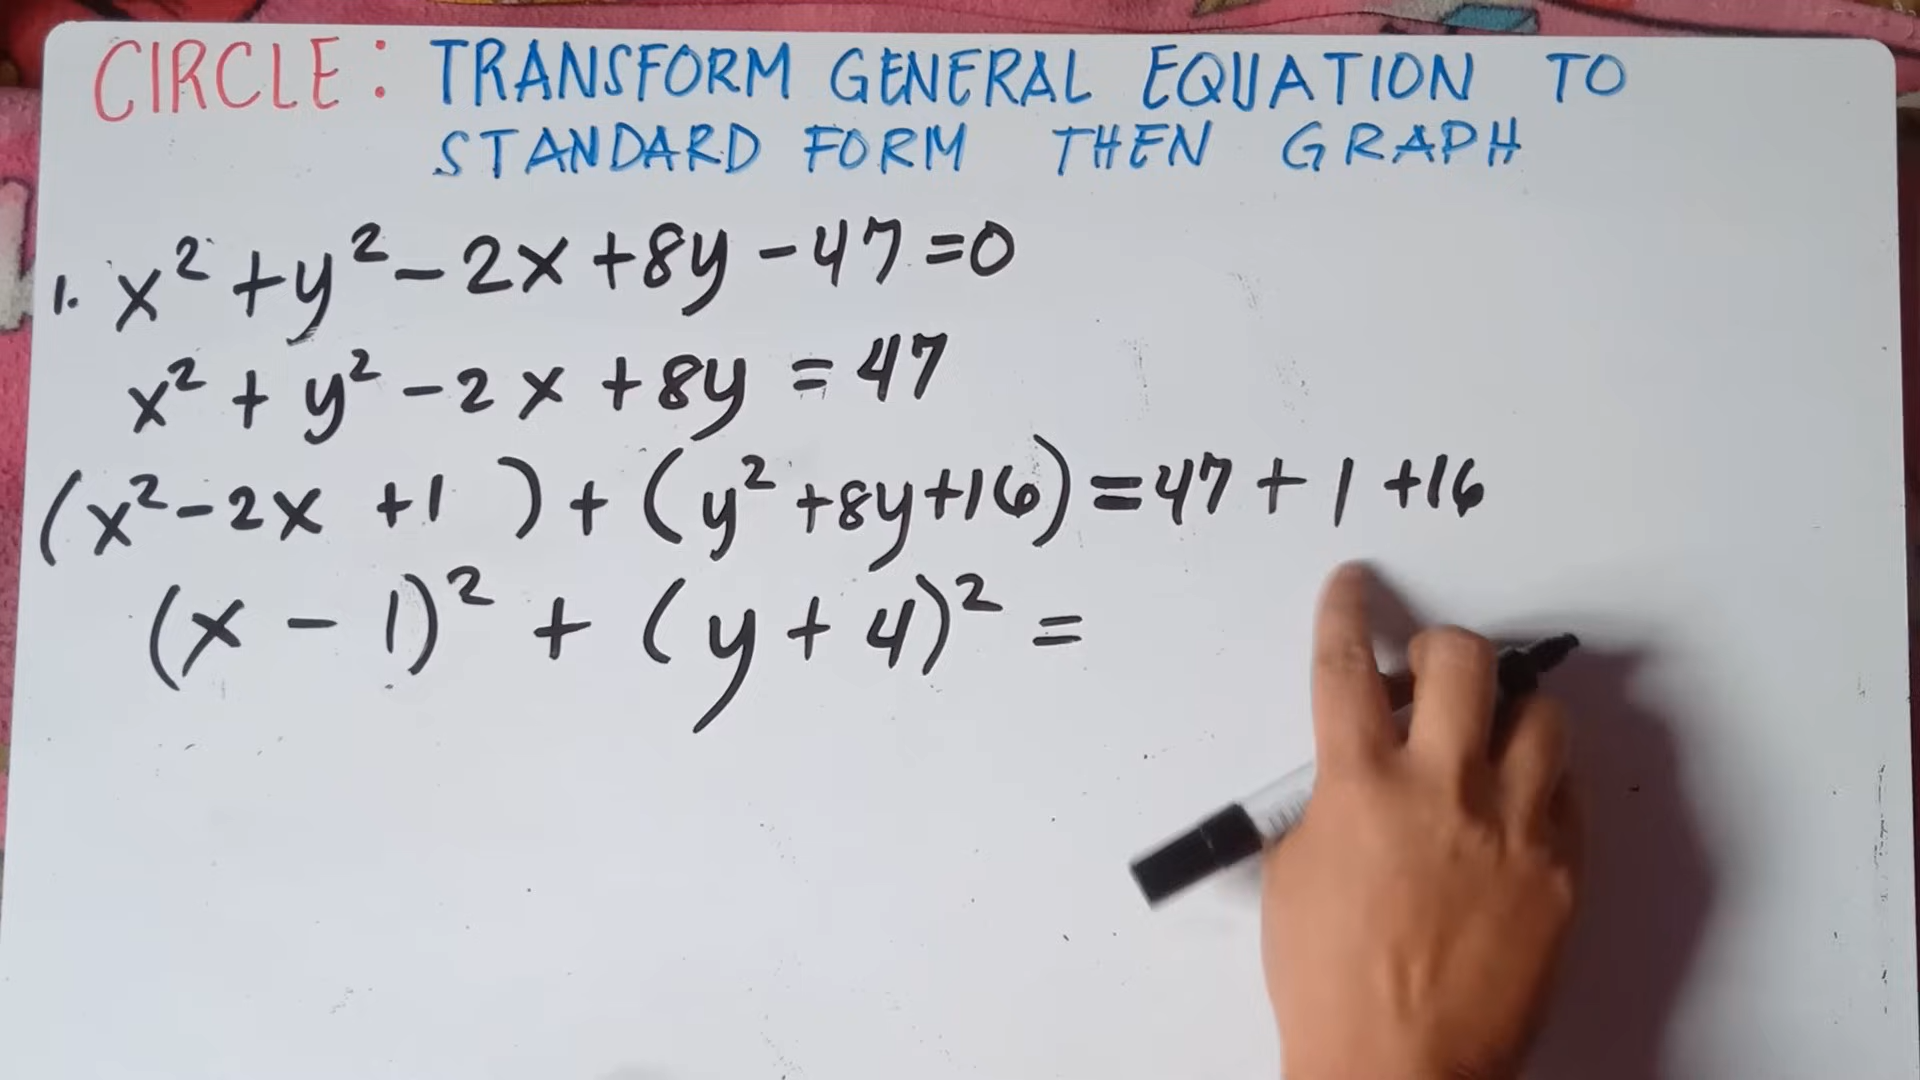 CIRCLE: TRANSFORM GENERAL EQUATION TO
STANDARD FORM THEN GRAPH
1. x² + y² - 2x + 8y - 47 = 0
x² + y² - 2x + 8y = 47
(x² - 2x + 1 ) + (y² + 8y + 16) = 47 + 1 + 16
(x - 1)² + (y + 4)² =